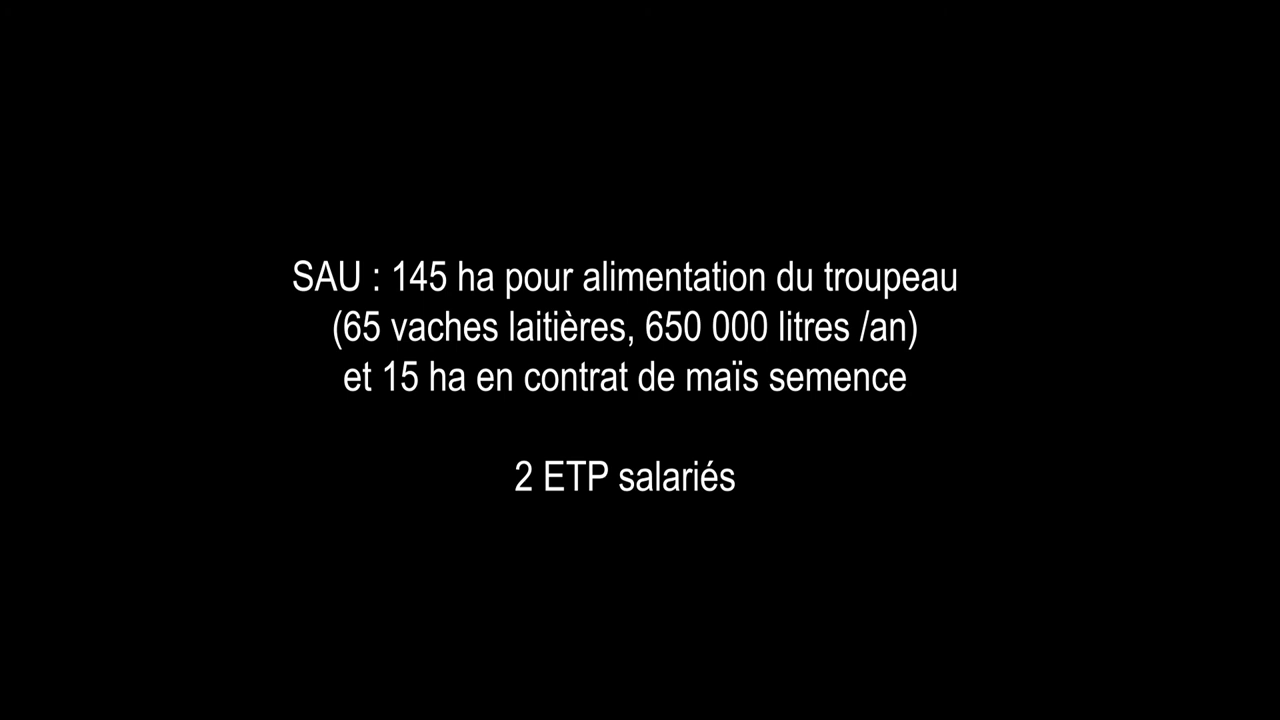 SAU : 145 ha pour alimentation du troupeau
(65 vaches laitières, 650 000 litres /an)
et 15 ha en contrat de maïs semence
2 ETP salariés